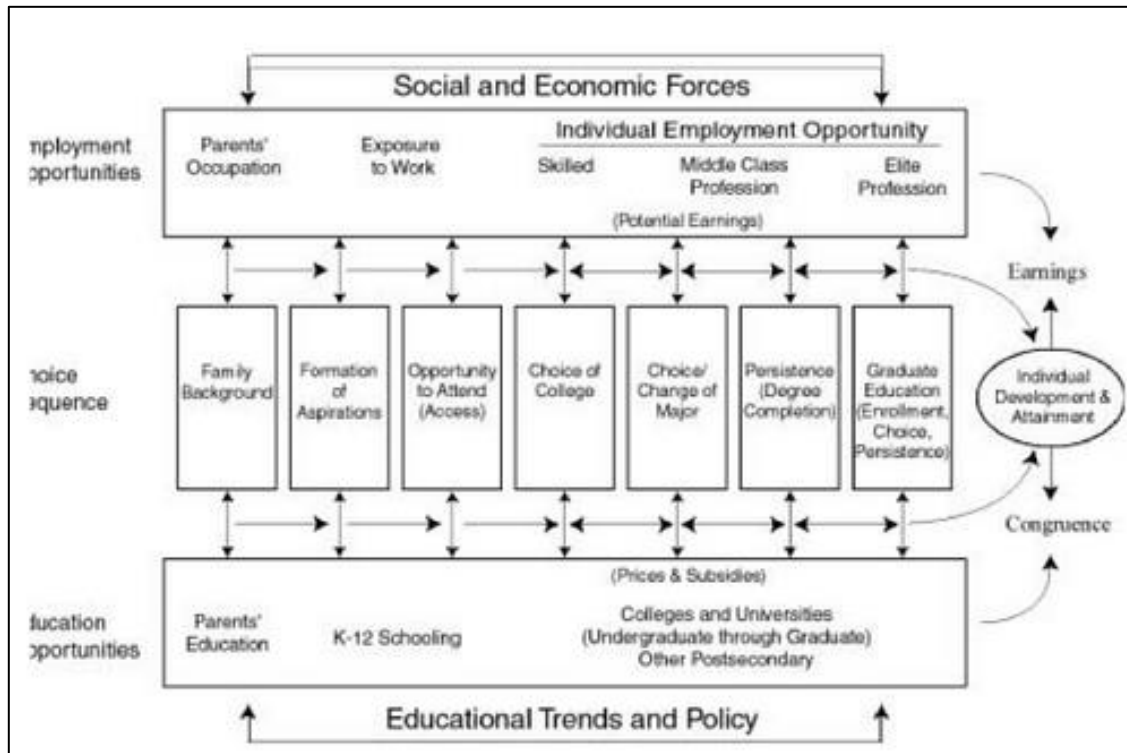 Social and Economic Forces
mployment
pportunities
Parents'
Occupation
Exposure
to Work
Individual Employment Opportunity
Skilled
Middle Class
Profession
Elite
Profession
(Potential Earnings)
Earnings
hoice
equence
Family
Background
Formation
of
Aspirations
Opportunity
to Attend
(Access)
Choice of
College
Choice/
Change of
Major
Persistence
(Degree
Completion)
Graduate
Education
(Enrollment,
Choice,
Persistence)
Individual
Development &
Attainment
Congruence
ducation
pportunities
(Prices & Subsidies)
Parents'
Education
K-12 Schooling
Colleges and Universities
(Undergraduate through Graduate)
Other Postsecondary
Educational Trends and Policy